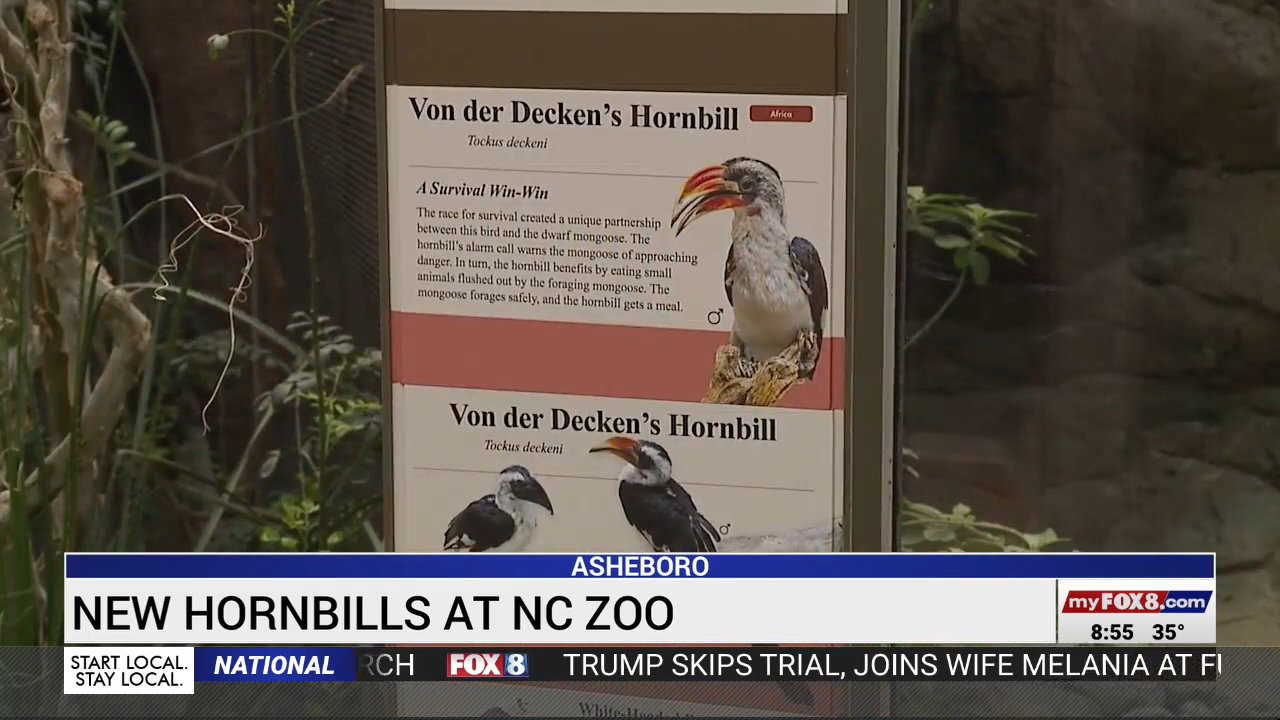 Von der Decken's Hornbill
Africa
Tockus deckeni
A Survival Win-Win
The race for survival created a unique partnership
between this bird and the dwarf mongoose. The
hornbill's alarm call warns the mongoose of approaching
danger. In turn, the hornbill benefits by eating small
animals flushed out by the foraging mongoose. The
mongoose forages safely, and the hornbill gets a meal.
♂
Von der Decken's Hornbill
Tockus deckeni
♂
ASHEBORO
NEW HORNBILLS AT NC ZOO
myFOX8.com
8:55 35°
START LOCAL.
STAY LOCAL.
NATIONAL
RCH FOX 8 TRUMP SKIPS TRIAL, JOINS WIFE MELANIA AT FU